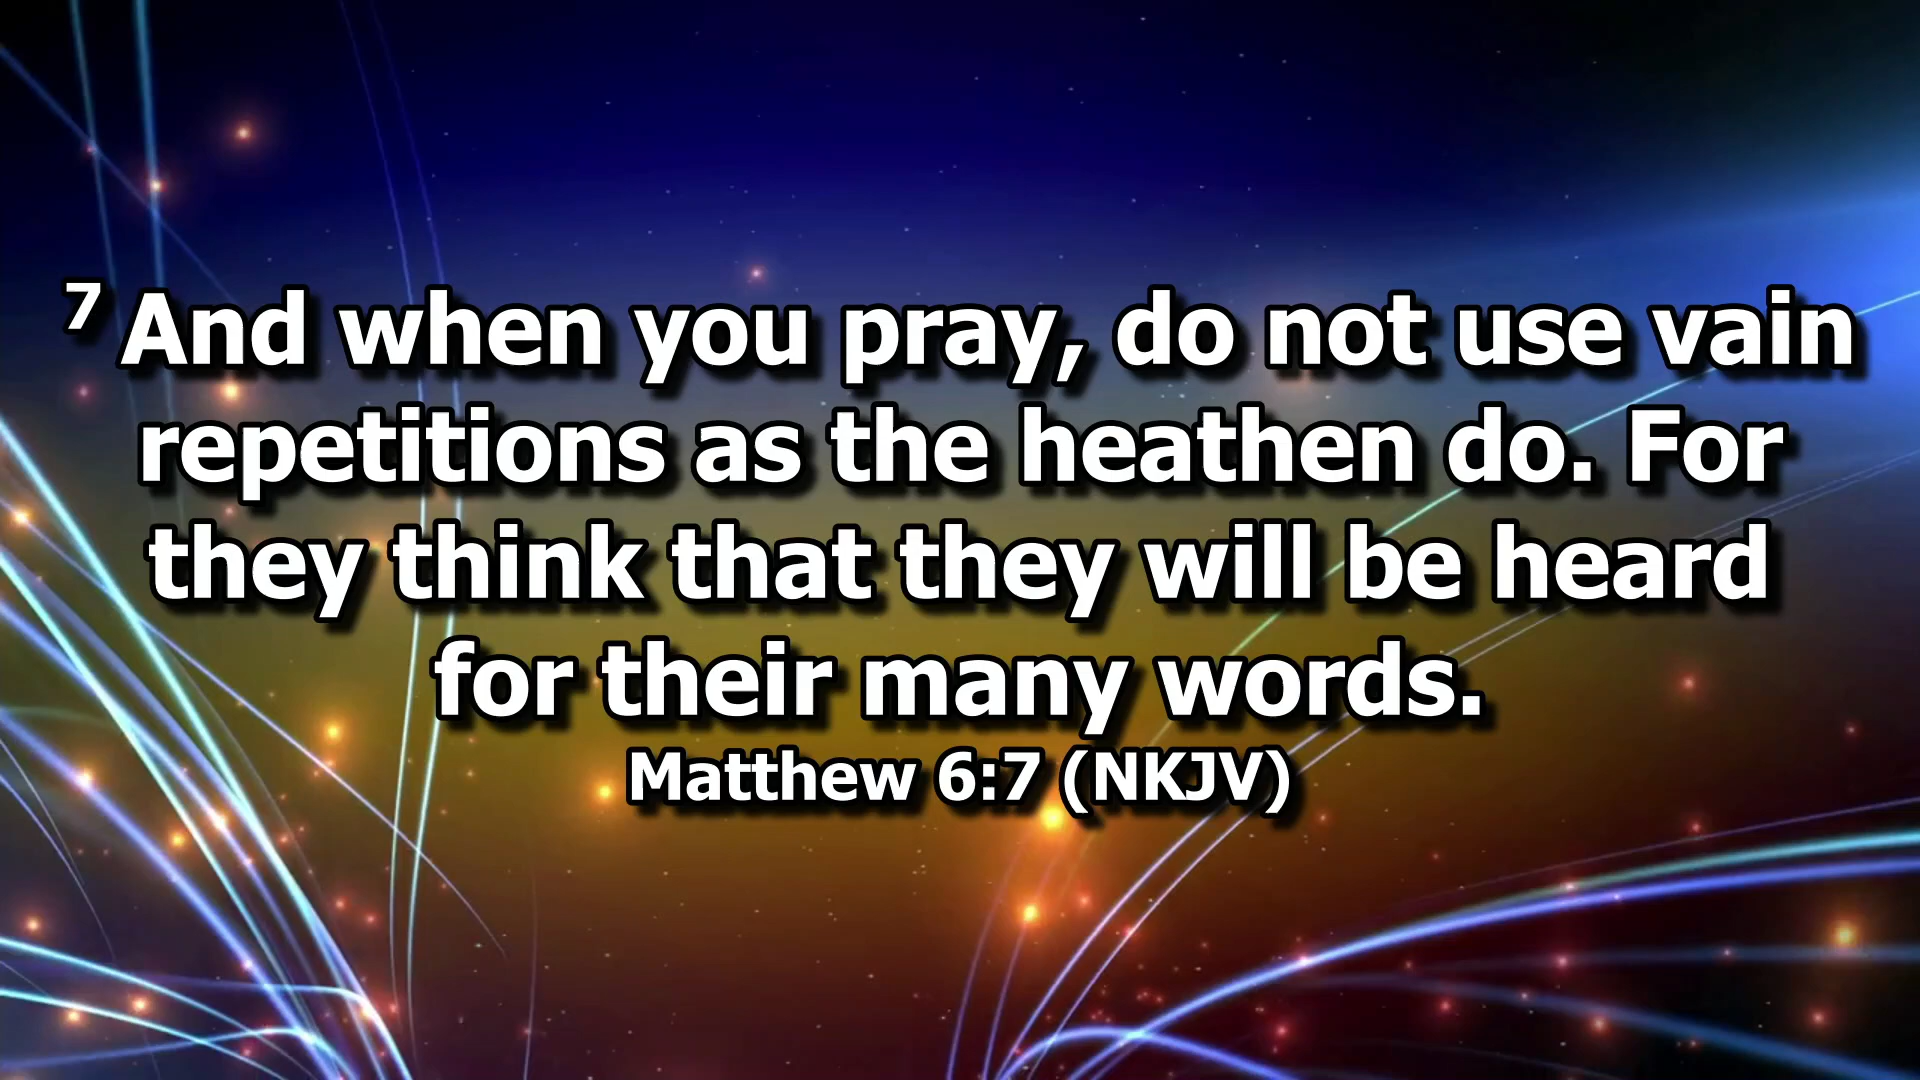 7 And when you pray, do not use vain
repetitions as the heathen do. For
they think that they will be heard
for their many words.
Matthew 6:7 (NKJV)